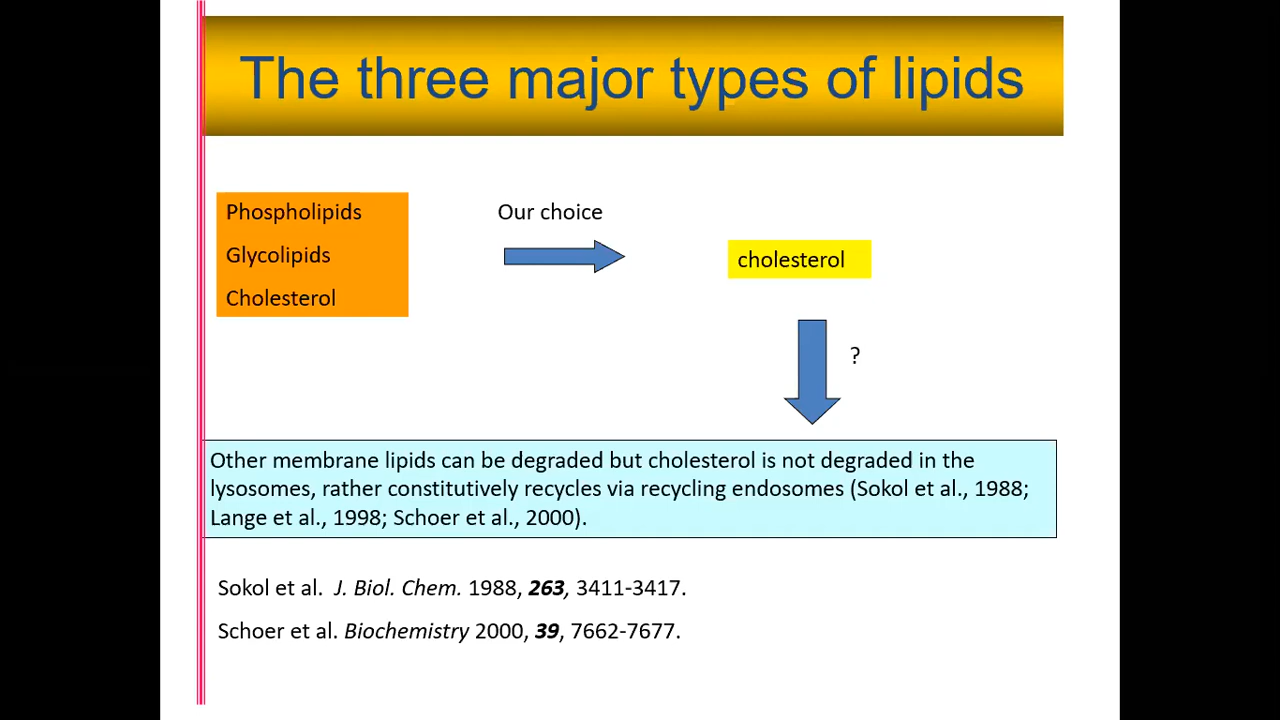 The three major types of lipids
Phospholipids
Glycolipids
Cholesterol
Our choice
cholesterol
?
Other membrane lipids can be degraded but cholesterol is not degraded in the
lysosomes, rather constitutively recycles via recycling endosomes (Sokol et al., 1988;
Lange et al., 1998; Schoer et al., 2000).
Sokol et al.  J. Biol. Chem. 1988, 263, 3411-3417.
Schoer et al. Biochemistry 2000, 39, 7662-7677.